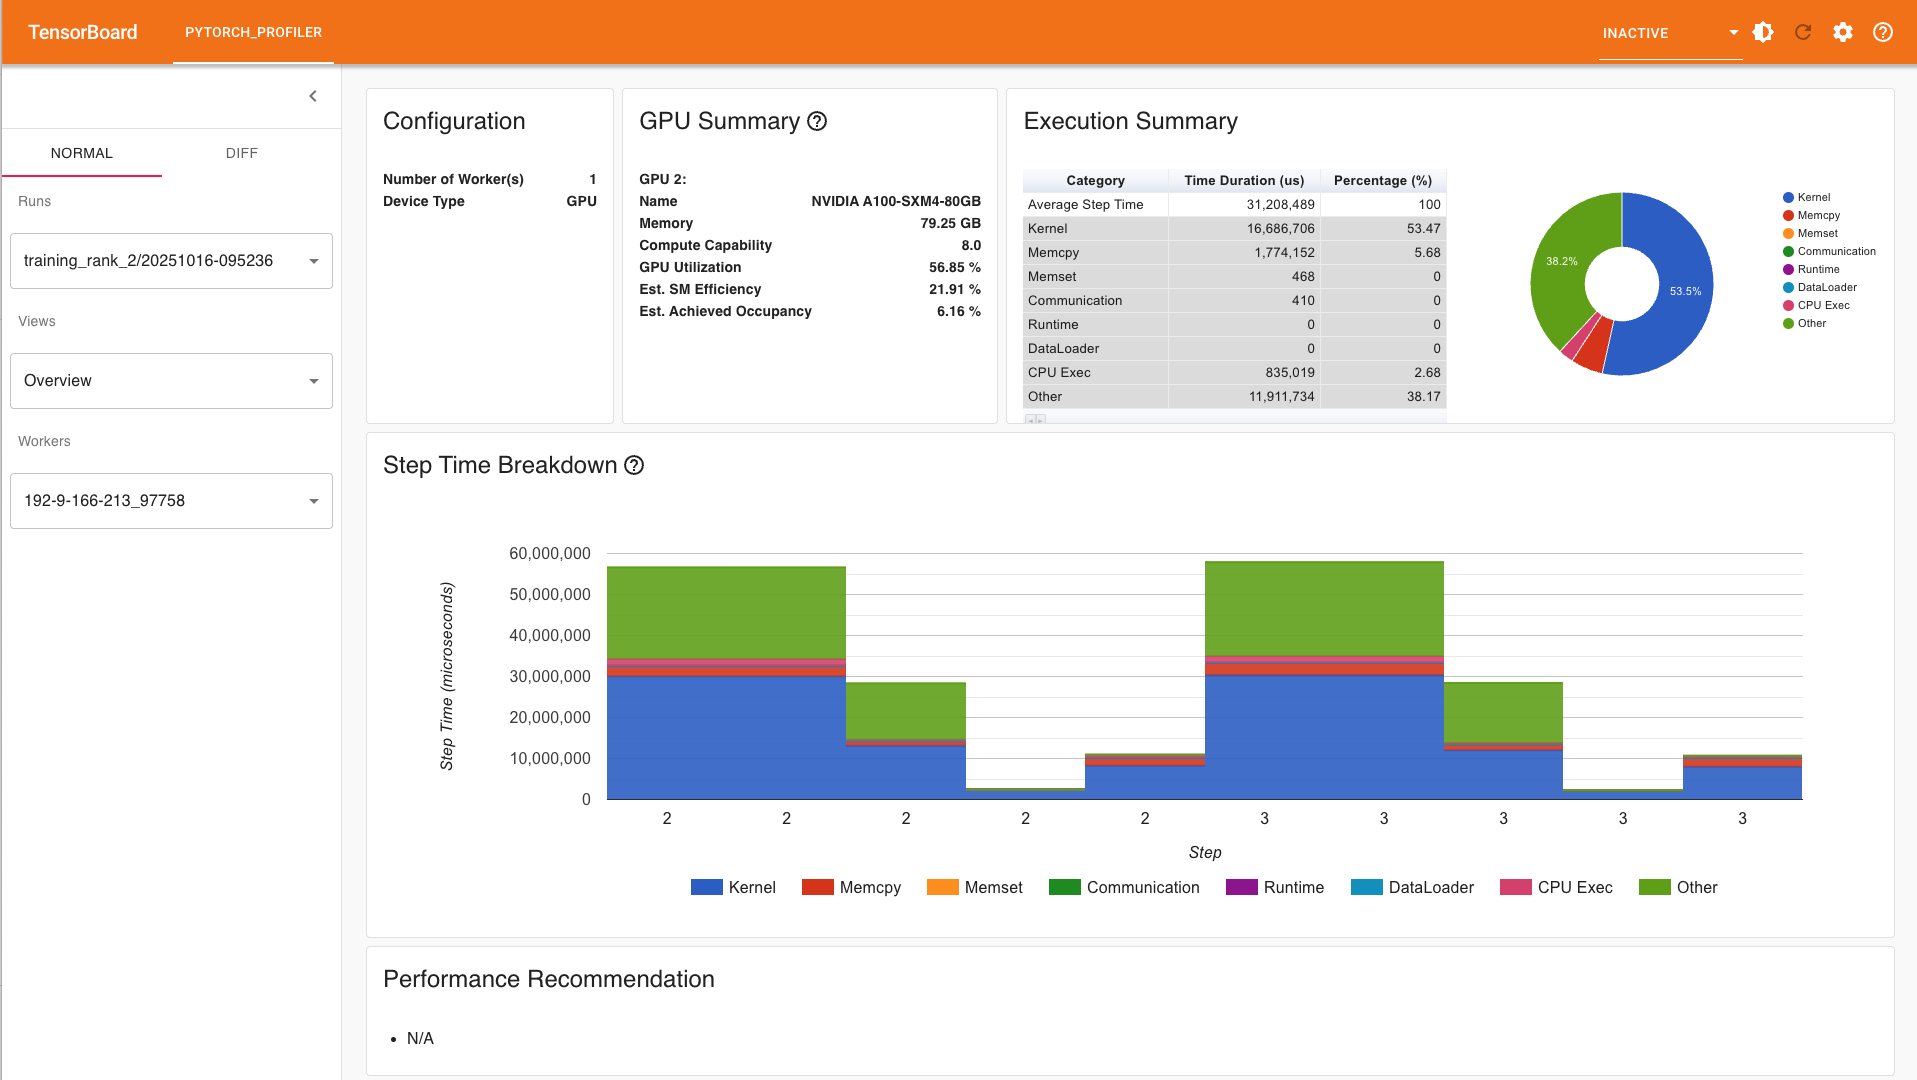 TensorBoard
PYTORCH_PROFILER
INACTIVE
NORMAL
DIFF
Runs
training_rank_2/20251016-095236
Views
Overview
Workers
192-9-166-213_97758
Configuration
Number of Worker(s) 1
Device Type GPU
GPU Summary
GPU 2:
Name NVIDIA A100-SXM4-80GB
Memory 79.25 GB
Compute Capability 8.0
GPU Utilization 56.85 %
Est. SM Efficiency 21.91 %
Est. Achieved Occupancy 6.16 %
Execution Summary
Category Time Duration (us) Percentage (%)
Average Step Time 31,208,489 100
Kernel 16,686,706 53.47
Memcpy 1,774,152 5.68
Memset 468 0
Communication 410 0
Runtime 0 0
DataLoader 0 0
CPU Exec 835,019 2.68
Other 11,911,734 38.17
38.2%
53.5%
Kernel
Memcpy
Memset
Communication
Runtime
DataLoader
CPU Exec
Other
Step Time Breakdown
Step Time (microseconds)
60,000,000
50,000,000
40,000,000
30,000,000
20,000,000
10,000,000
0
2 2 2 2 2 3 3 3 3 3
Step
Kernel Memcpy Memset Communication Runtime DataLoader CPU Exec Other
Performance Recommendation
• N/A